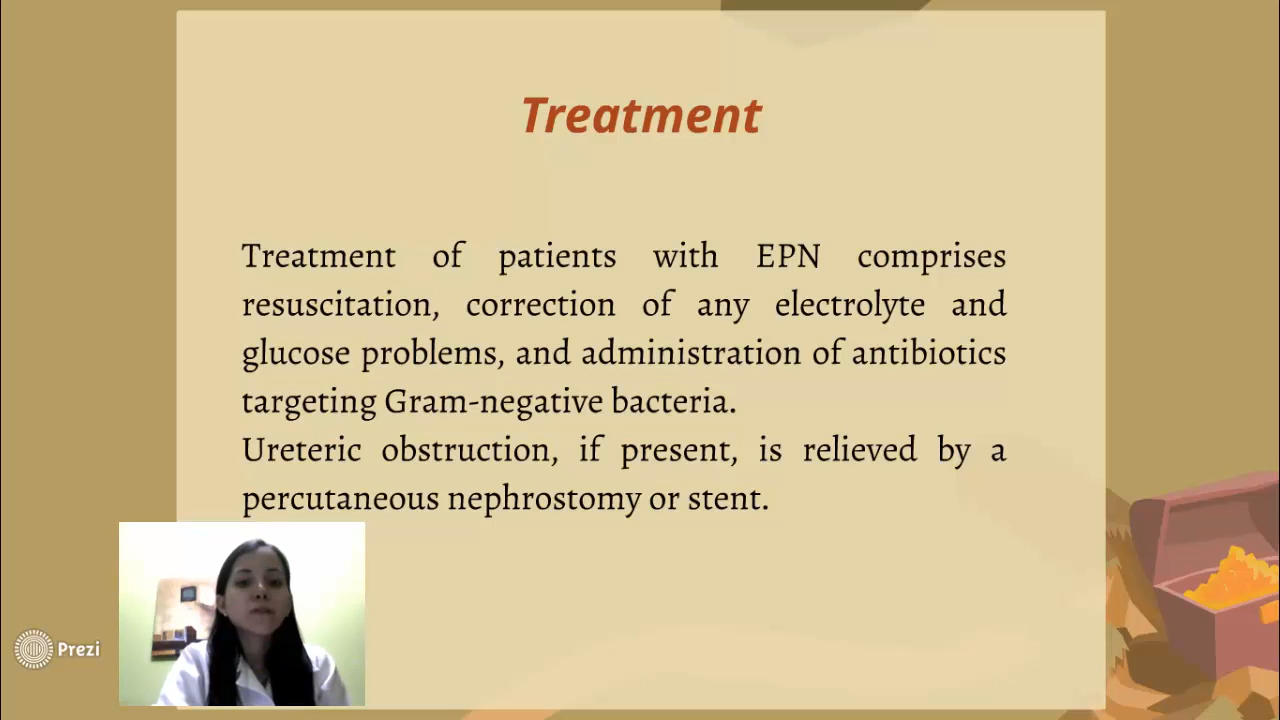 Treatment
Treatment of patients with EPN comprises
resuscitation, correction of any electrolyte and
glucose problems, and administration of antibiotics
targeting Gram-negative bacteria.
Ureteric obstruction, if present, is relieved by a
percutaneous nephrostomy or stent.
Prezi